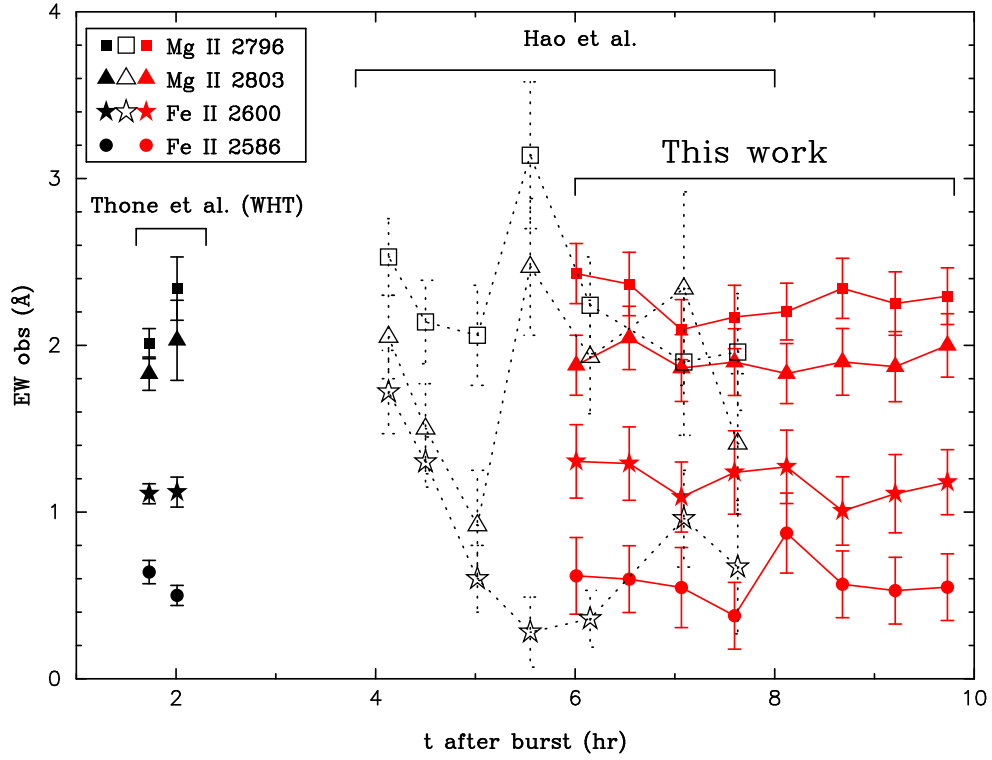 Hao et al.
Mg II 2796
Mg II 2803
Fe II 2600
Fe II 2586
This work
Thone et al. (WHT)
EW obs (Å)
4
3
2
1
0
2
4
6
8
10
t after burst (hr)